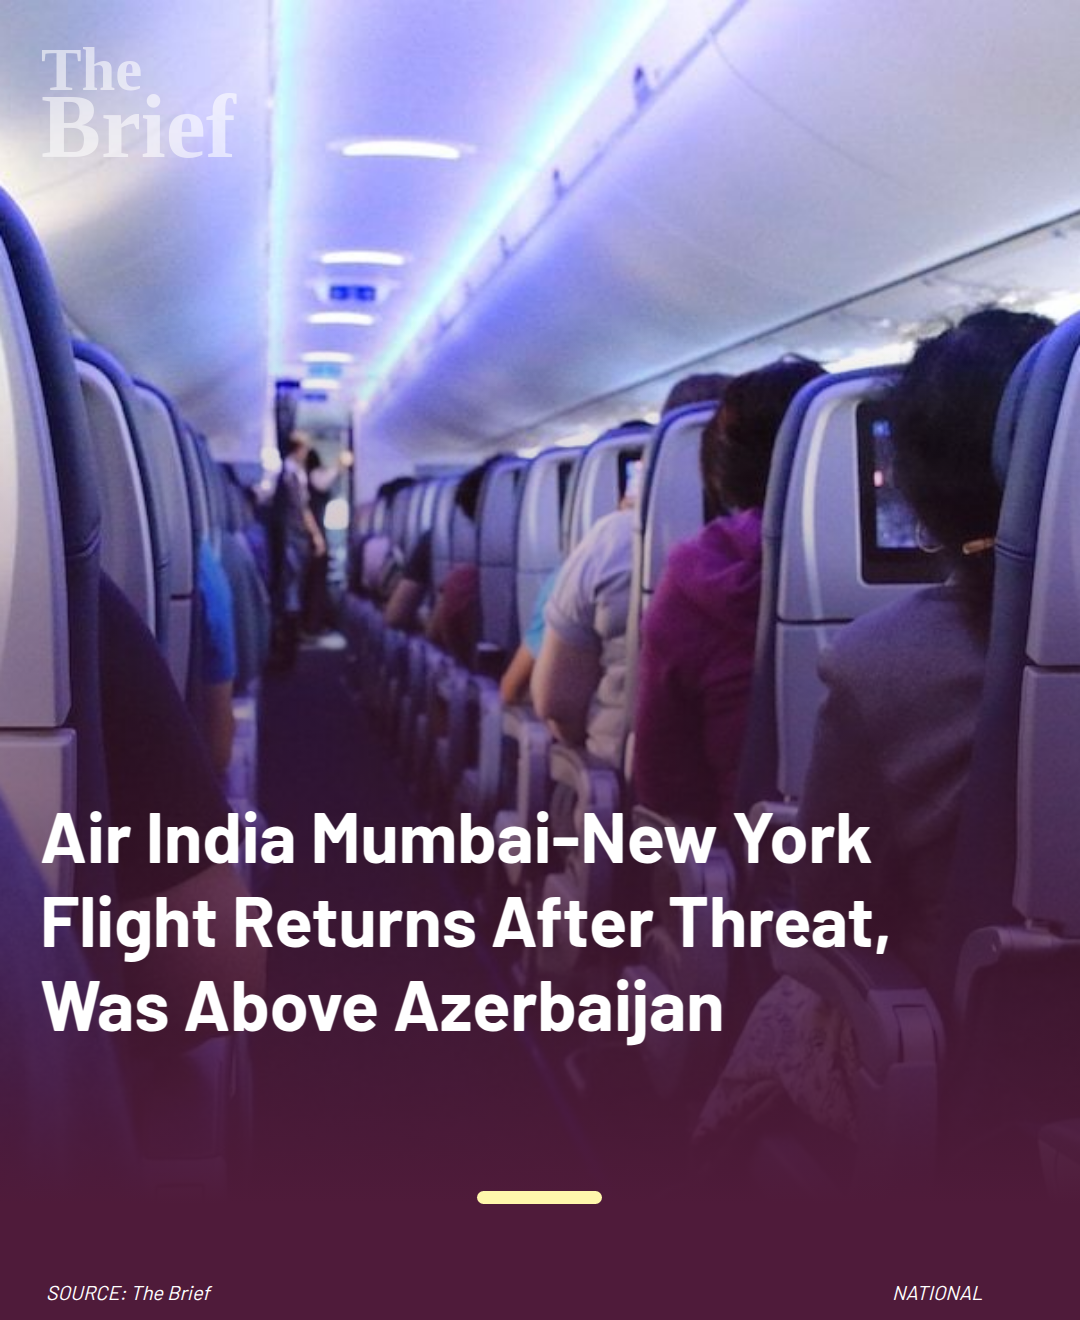 The
Brief
Air India Mumbai-New York
Flight Returns After Threat,
Was Above Azerbaijan
SOURCE: The Brief
NATIONAL